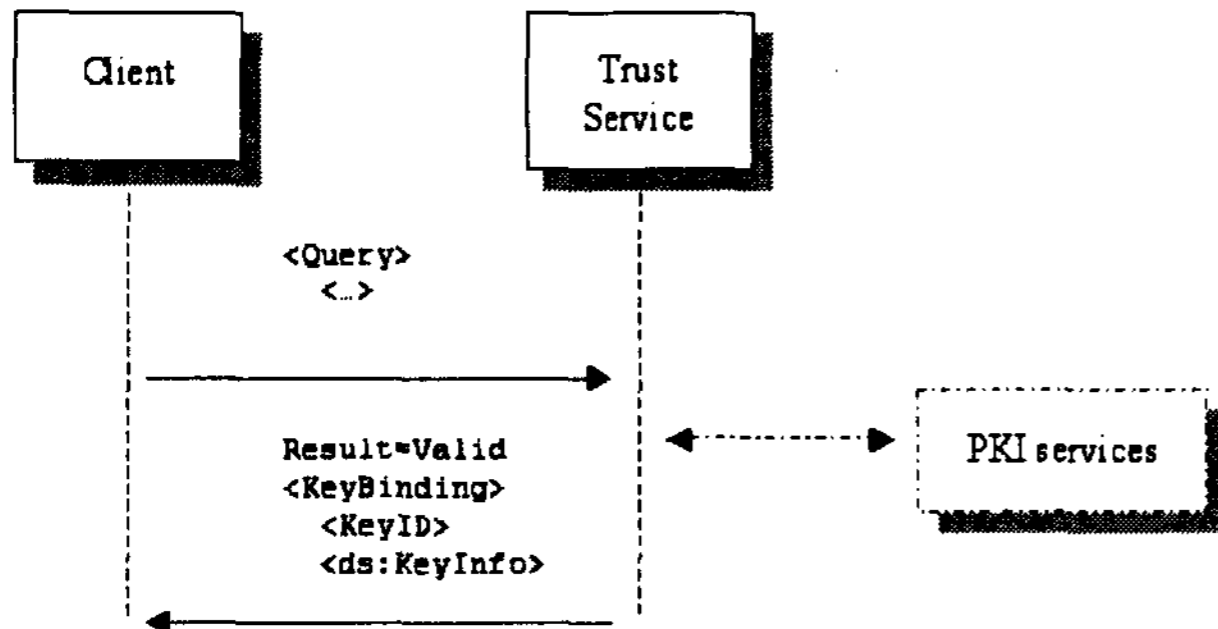 Client
Trust
Service
<Query>
<...>
Result=Valid
<KeyBinding>
<KeyID>
<ds:KeyInfo>
PKI services